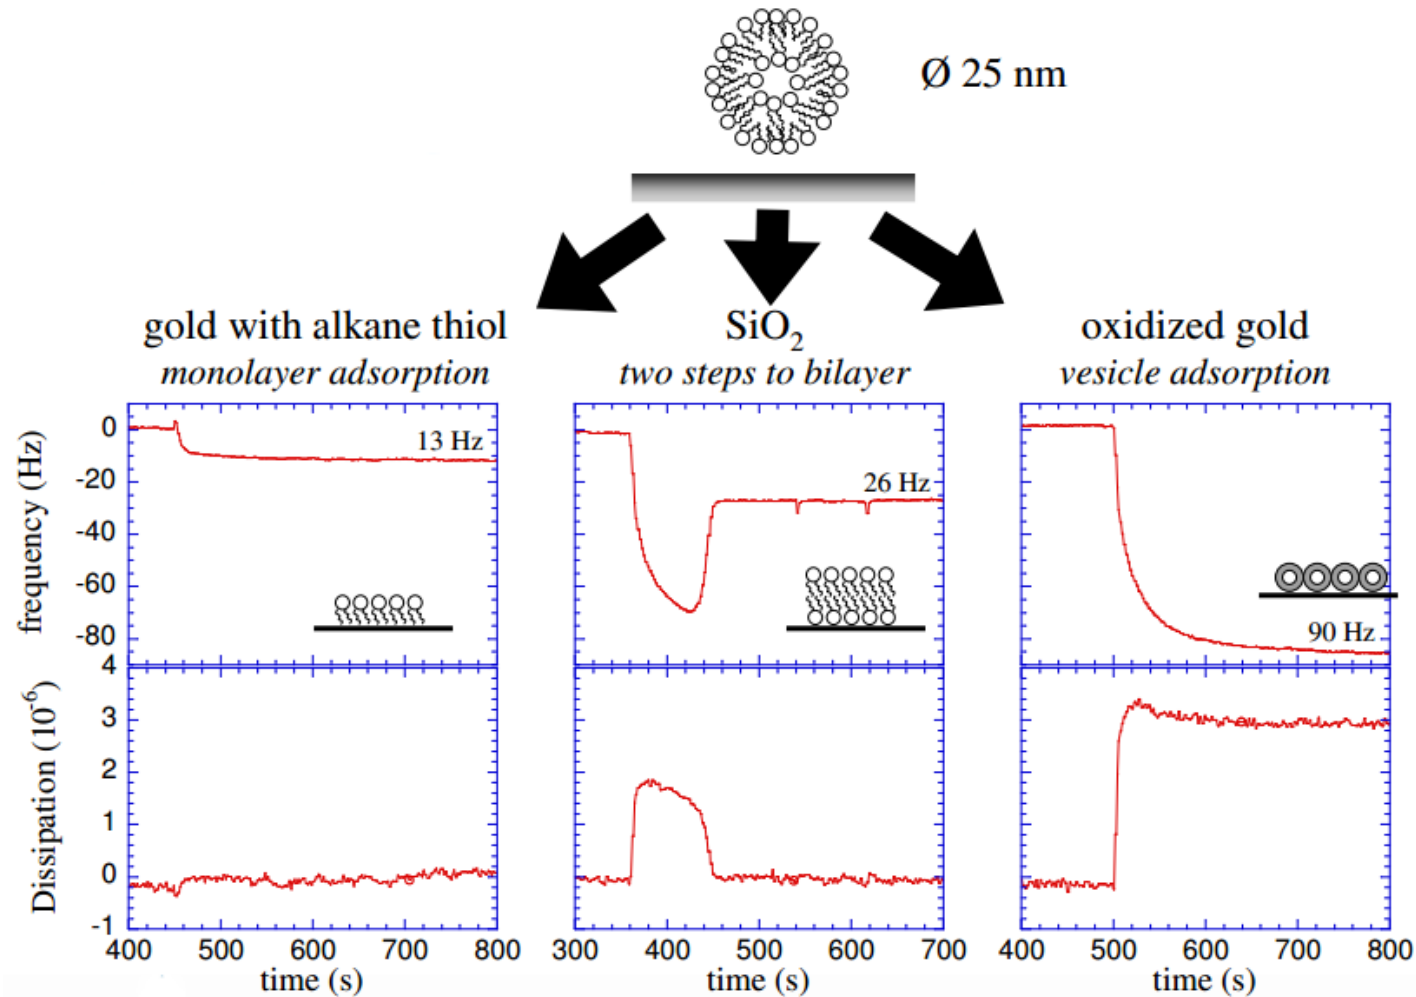 Ø 25 nm
gold with alkane thiol
monolayer adsorption
SiO₂
two steps to bilayer
oxidized gold
vesicle adsorption
frequency (Hz)
0
-20
-40
-60
-80
13 Hz
26 Hz
90 Hz
Dissipation (10⁻⁶)
4
3
2
1
0
-1
400 500 600 700 800
time (s)
300 400 500 600 700
time (s)
400 500 600 700 800
time (s)